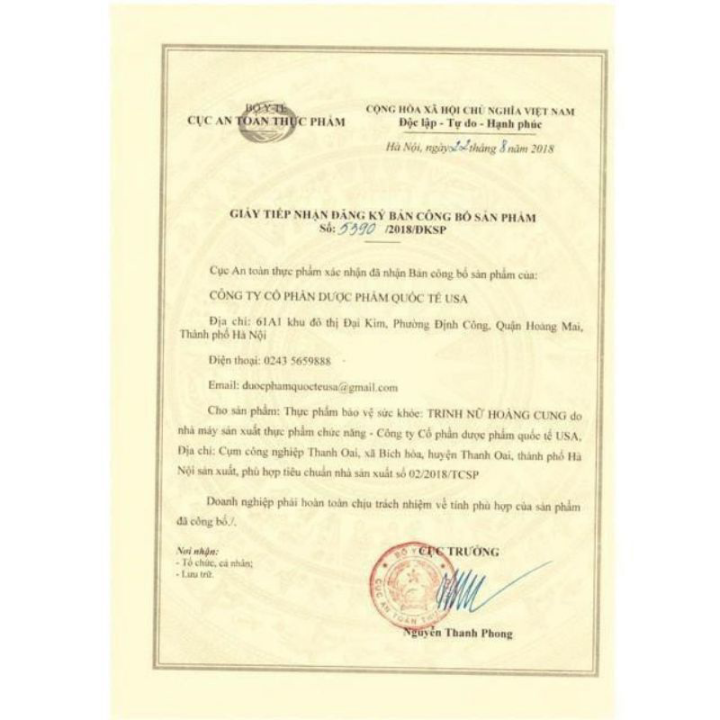 BỘ Y TẾ
CỤC AN TOÀN THỰC PHẨM
CỘNG HÒA XÃ HỘI CHỦ NGHĨA VIỆT NAM
Độc lập - Tự do - Hạnh phúc
Hà Nội, ngày 22 tháng 8 năm 2018
GIẤY TIẾP NHẬN ĐĂNG KÝ BẢN CÔNG BỐ SẢN PHẨM
Số: 5390 /2018/ĐKSP
Cục An toàn thực phẩm xác nhận đã nhận Bản công bố sản phẩm của:
CÔNG TY CỔ PHẦN DƯỢC PHẨM QUỐC TẾ USA
Địa chỉ: 61A1 khu đô thị Đại Kim, Phường Định Công, Quận Hoàng Mai,
Thành phố Hà Nội
Điện thoại: 0243 5659888
Email: duocphamquocteusa@gmail.com
Cho sản phẩm: Thực phẩm bảo vệ sức khỏe: TRINH NỮ HOÀNG CUNG do
nhà máy sản xuất thực phẩm chức năng - Công ty Cổ phần dược phẩm quốc tế USA,
Địa chỉ: Cụm công nghiệp Thanh Oai, xã Bích hòa, huyện Thanh Oai, thành phố Hà
Nội sản xuất, phù hợp tiêu chuẩn nhà sản xuất số 02/2018/TCSP
Doanh nghiệp phải hoàn toàn chịu trách nhiệm về tính phù hợp của sản phẩm
đã công bố./.
Nơi nhận:
- Tổ chức, cá nhân;
- Lưu trữ.
CỤC TRƯỞNG
BỘ Y
CỤC AN TOÀN THỰC
Nguyễn Thanh Phong